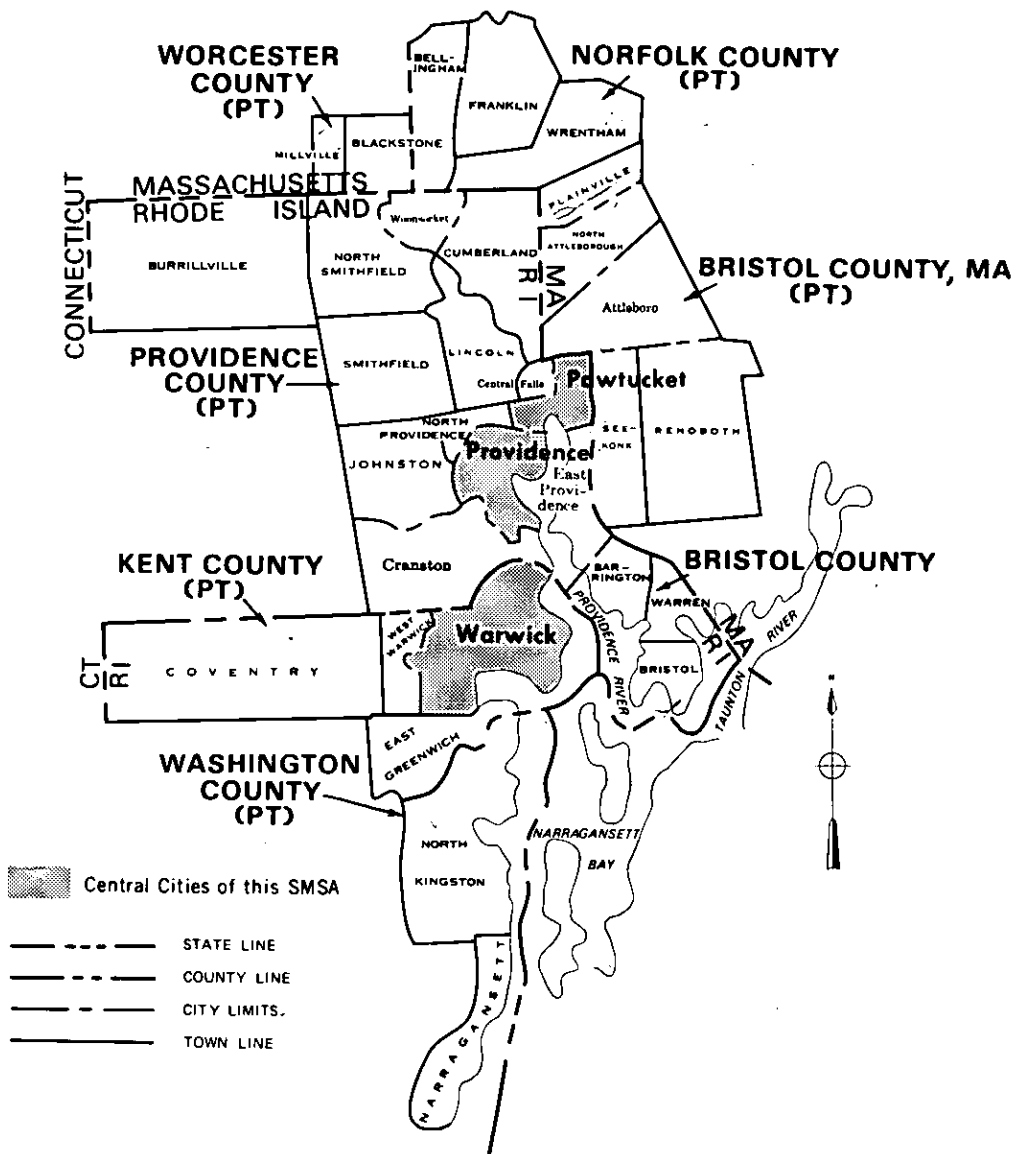 WORCESTER
COUNTY
(PT)
NORFOLK COUNTY
(PT)
BELL-
INGHAM
FRANKLIN
WRENTHAM
MILLVILLE
BLACKSTONE
PLAINVILLE
MASSACHUSETTS
RHODE ISLAND
CONNECTICUT
Woonsocket
NORTH
ATTLEBOROUGH
CUMBERLAND
BURRILLVILLE
NORTH
SMITHFIELD
MA
RI
BRISTOL COUNTY, MA
(PT)
Attleboro
PROVIDENCE
COUNTY
(PT)
SMITHFIELD
LINCOLN
Central Falls
Pawtucket
NORTH
PROVIDENCE
SEE-
KONK
REHOBOTH
JOHNSTON
Providence
East
Provi-
dence
KENT COUNTY
(PT)
Cranston
BAR-
RINGTON
BRISTOL COUNTY
WARREN
PROVIDENCE
RIVER
MA
RI
TAUNTON RIVER
WEST
WARWICK
Warwick
CT
RI
COVENTRY
BRISTOL
EAST
GREENWICH
WASHINGTON
COUNTY
(PT)
NORTH
KINGSTON
NARRAGANSETT
BAY
NARRAGANSETT
Central Cities of this SMSA
STATE LINE
COUNTY LINE
CITY LIMITS.
TOWN LINE